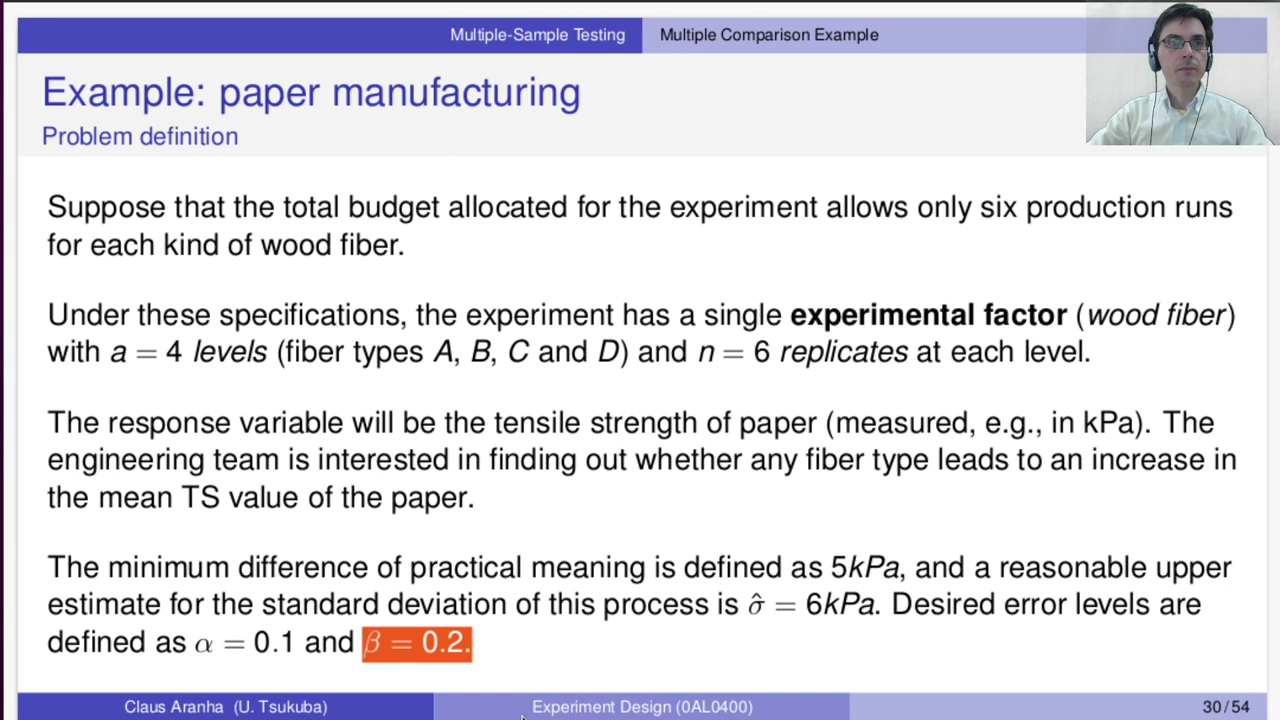 Multiple-Sample Testing Multiple Comparison Example
Example: paper manufacturing
Problem definition
Suppose that the total budget allocated for the experiment allows only six production runs
for each kind of wood fiber.
Under these specifications, the experiment has a single experimental factor (wood fiber)
with a = 4 levels (fiber types A, B, C and D) and n = 6 replicates at each level.
The response variable will be the tensile strength of paper (measured, e.g., in kPa). The
engineering team is interested in finding out whether any fiber type leads to an increase in
the mean TS value of the paper.
The minimum difference of practical meaning is defined as 5kPa, and a reasonable upper
estimate for the standard deviation of this process is σ̂ = 6kPa. Desired error levels are
defined as α = 0.1 and β = 0.2.
Claus Aranha (U. Tsukuba) Experiment Design (0AL0400) 30 / 54